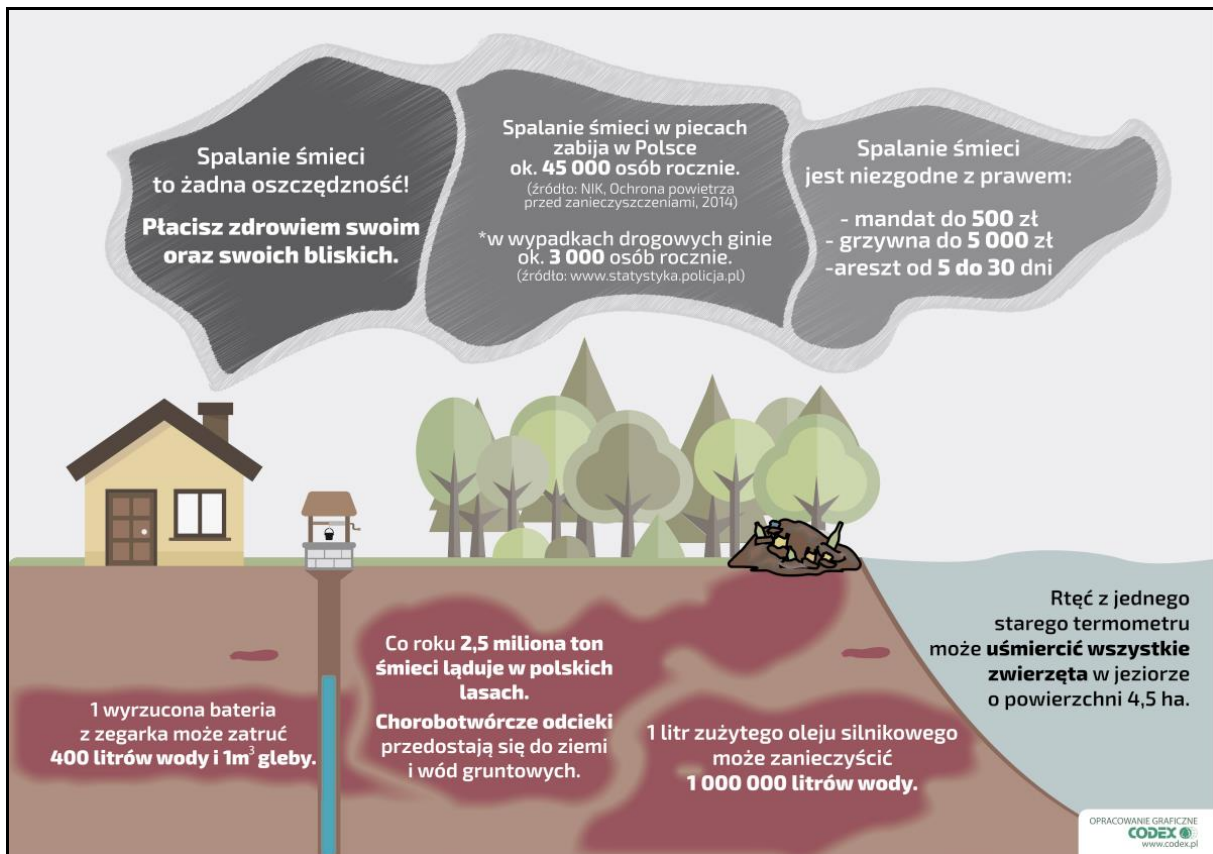 Spalanie śmieci
to żadna oszczędzność!
Płacisz zdrowiem swoim
oraz swoich bliskich.
Spalanie śmieci w piecach
zabija w Polsce
ok. 45 000 osób rocznie.
(źródło: NIK, Ochrona powietrza
przed zanieczyszczeniami, 2014)
*w wypadkach drogowych ginie
ok. 3 000 osób rocznie.
(źródło: www.statystyka.policja.pl)
Spalanie śmieci
jest niezgodne z prawem:
- mandat do 500 zł
- grzywna do 5 000 zł
-areszt od 5 do 30 dni
1 wyrzucona bateria
z zegarka może zatruć
400 litrów wody i 1m³ gleby.
Co roku 2,5 miliona ton
śmieci ląduje w polskich
lasach.
Chorobotwórcze odcieki
przedostają się do ziemi
i wód gruntowych.
1 litr zużytego oleju silnikowego
może zanieczyścić
1 000 000 litrów wody.
Rtęć z jednego
starego termometru
może uśmiercić wszystkie
zwierzęta w jeziorze
o powierzchni 4,5 ha.
OPRACOWANIE GRAFICZNE
CODEX
www.codex.pl